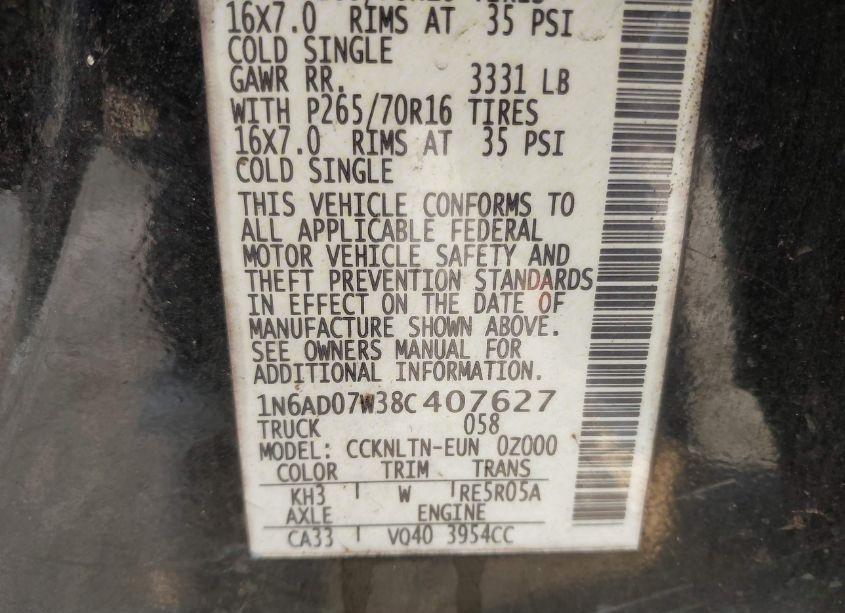 16X7.0 RIMS AT 35 PSI
COLD SINGLE
GAWR RR. 3331 LB
WITH P265/70R16 TIRES
16X7.0 RIMS AT 35 PSI
COLD SINGLE
THIS VEHICLE CONFORMS TO
ALL APPLICABLE FEDERAL
MOTOR VEHICLE SAFETY AND
THEFT PREVENTION STANDARDS
IN EFFECT ON THE DATE OF
MANUFACTURE SHOWN ABOVE.
SEE OWNERS MANUAL FOR
ADDITIONAL INFORMATION.
1N6AD07W38C407627
TRUCK 058
MODEL: CCKNLTN-EUN 0Z000
COLOR TRIM TRANS
KH3 W RE5R05A
AXLE ENGINE
CA33 VQ40 3954CC